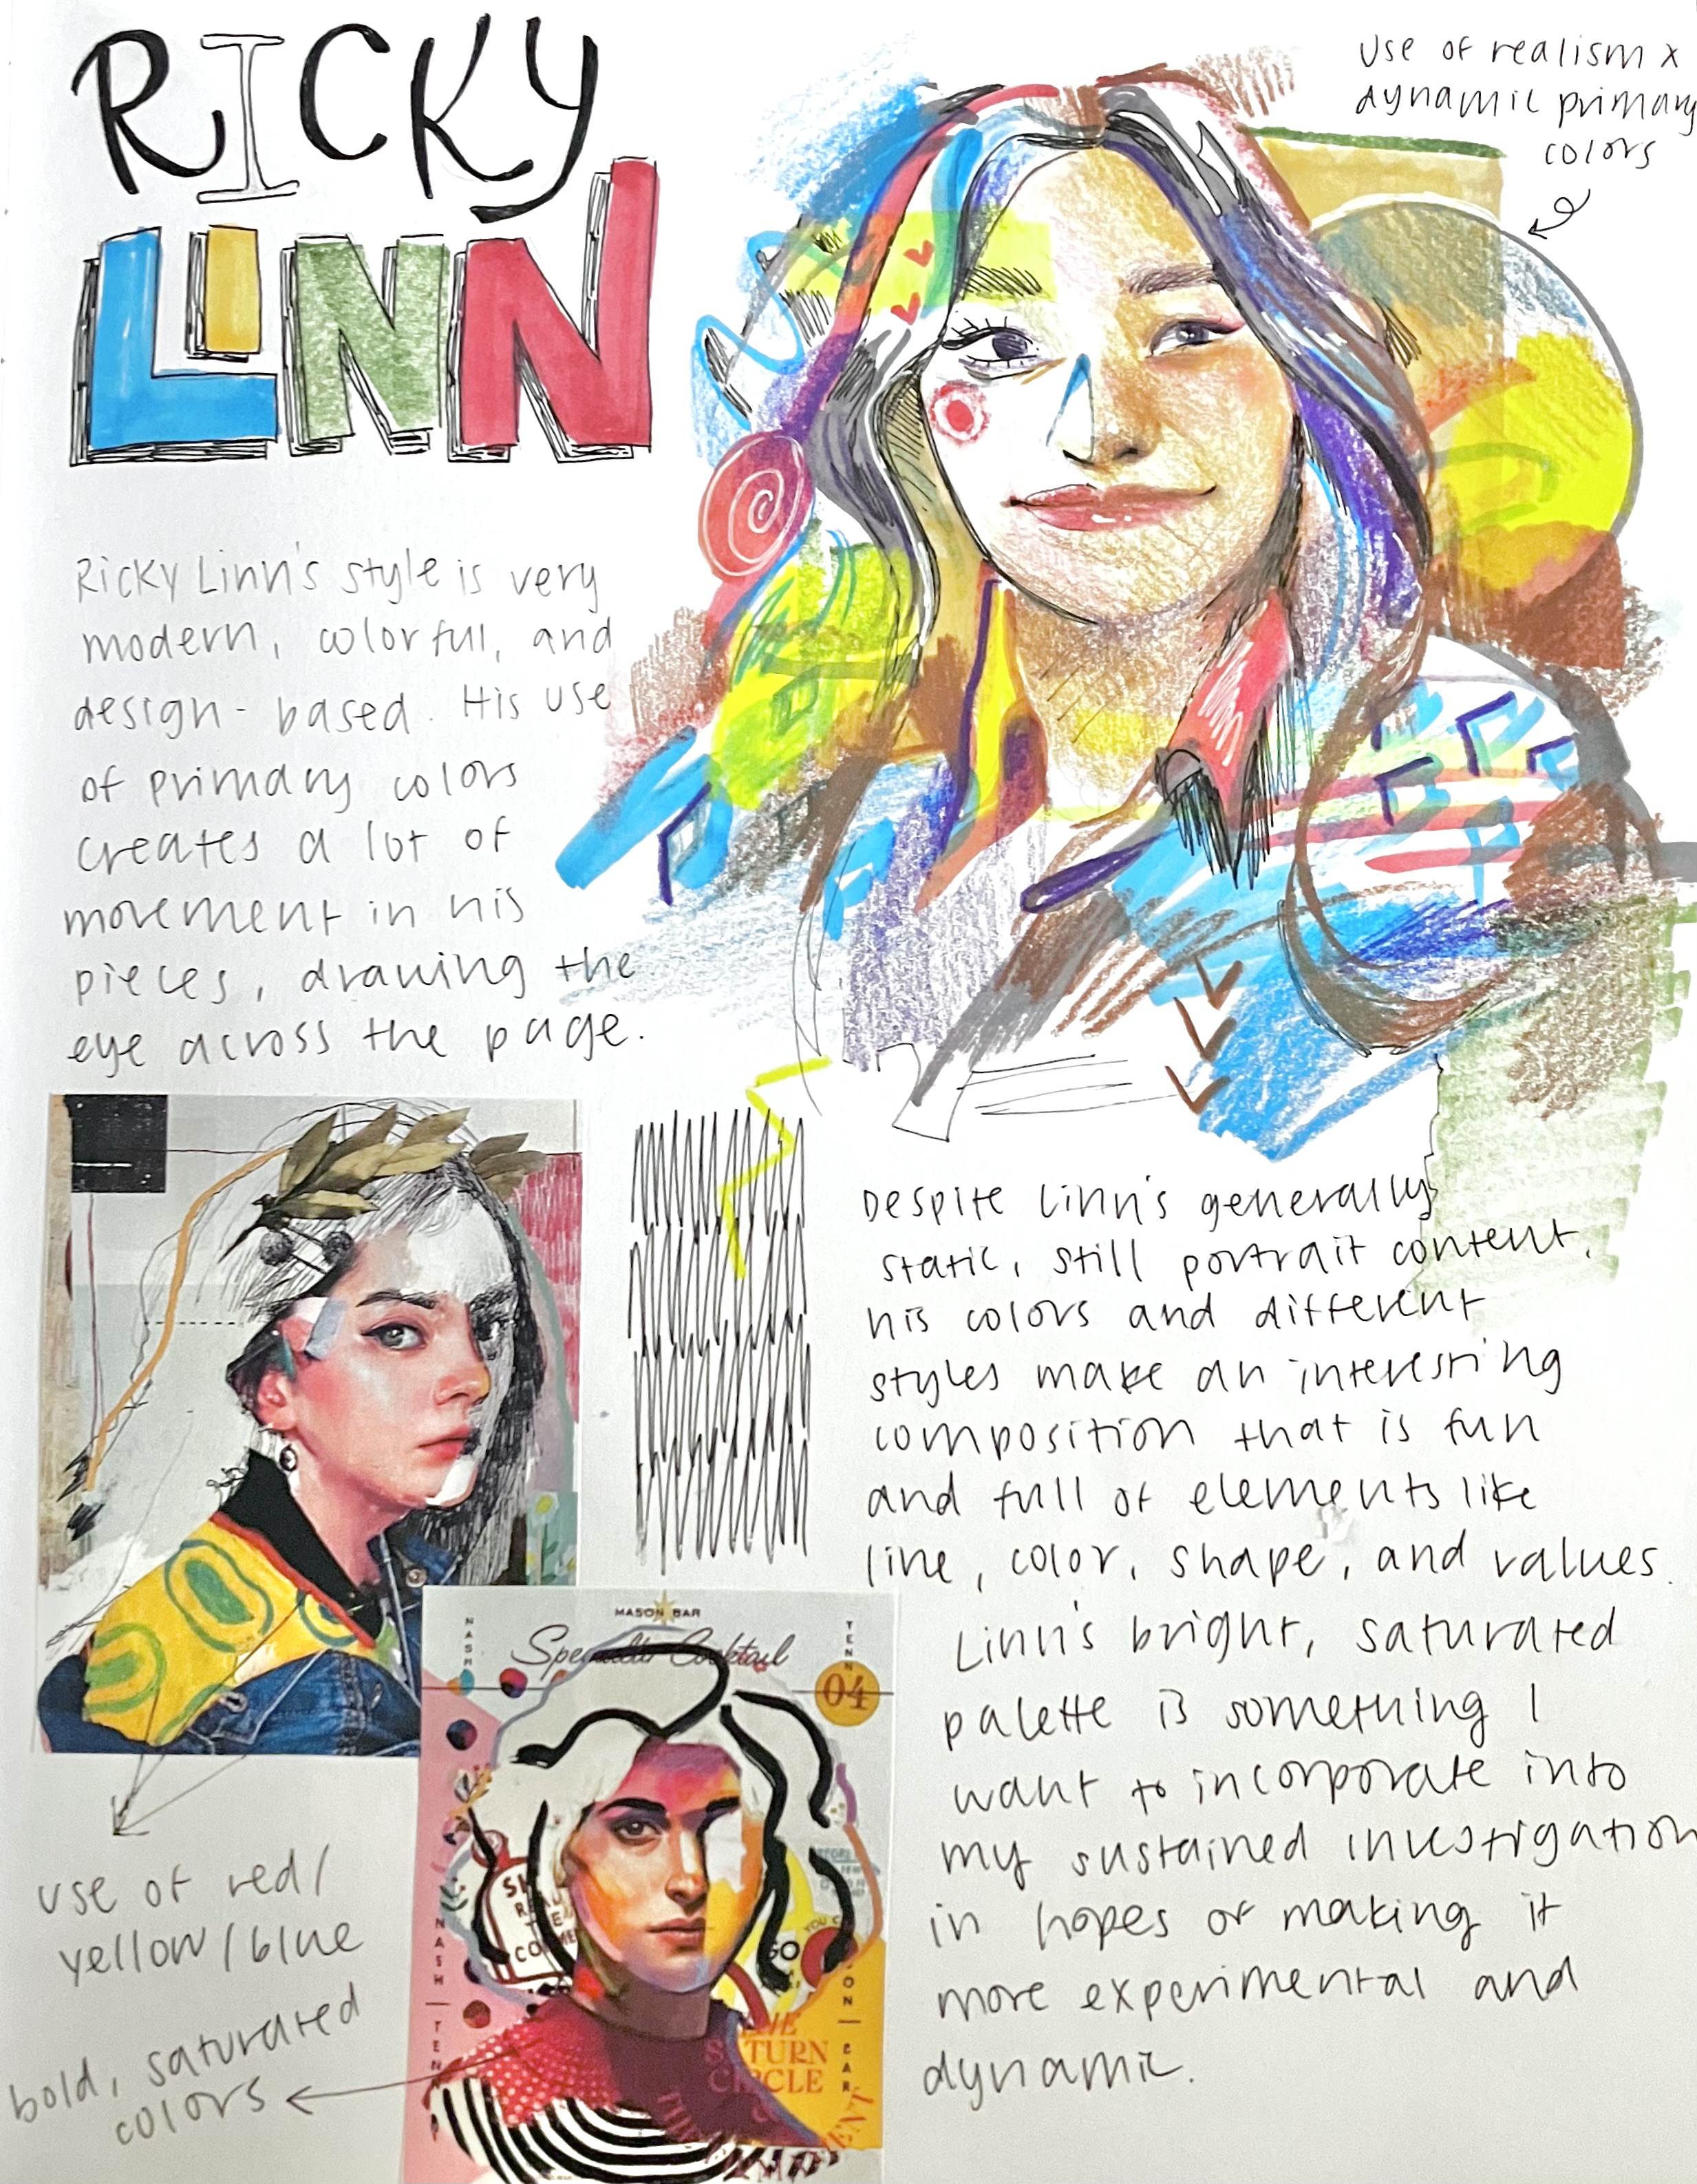 RICKY
LINN
Use of realism x
dynamic primary
colors
Ricky Linn's style is very
modern, colorful, and
design-based. His use
of primary colors
creates a lot of
movement in his
pieces, drawing the
eye across the page.
Despite Linn's generally
static, still portrait content,
his colors and different
styles make an interesting
composition that is fun
and full of elements like
line, color, shape, and values.
Linn's bright, saturated
palette is something I
want to incorporate into
my sustained investigation
in hopes of making it
more experimental and
dynamic.
use of red/
yellow/blue
bold, saturated
colors
MASON BAR
Specialty Cocktail
NASH
TENN
04
YOU
GO
NASH — TEN
SATURN
CIRCLE
&
BAR